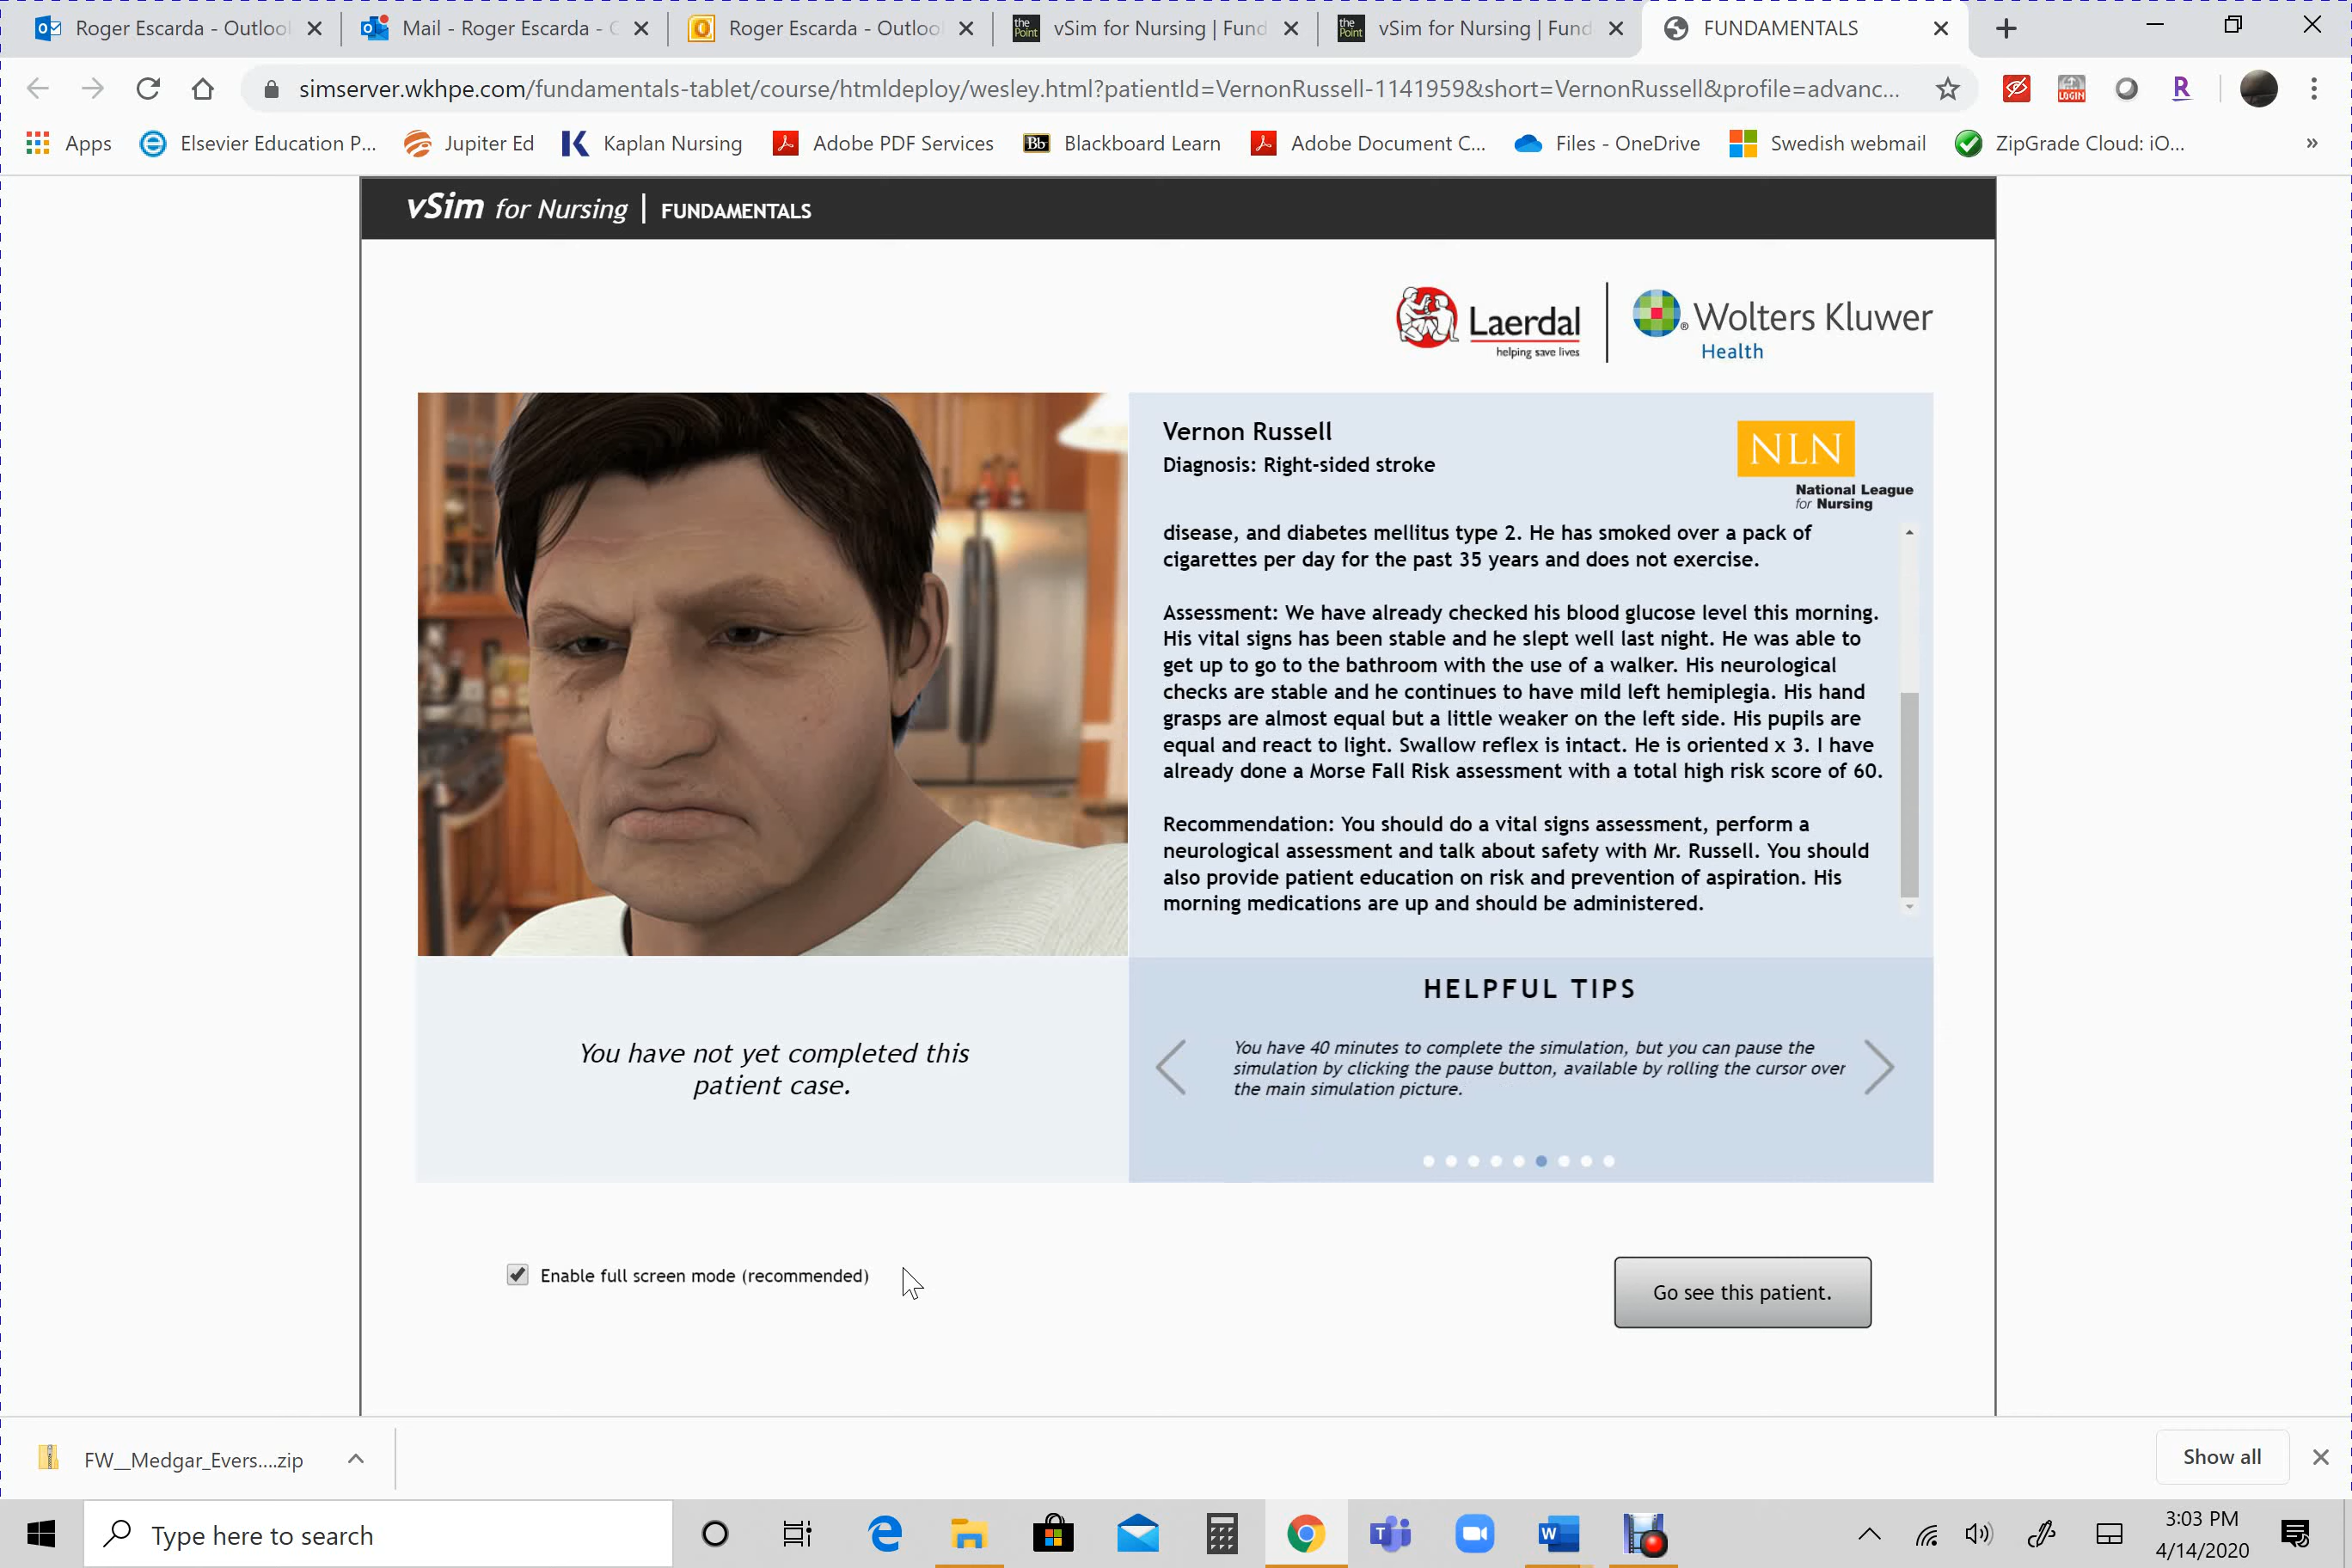 Roger Escarda - Outlool
Mail - Roger Escarda - C
Roger Escarda - Outloo
the Point
vSim for Nursing | Fund
the Point
vSim for Nursing | Fund
FUNDAMENTALS
simserver.wkhpe.com/fundamentals-tablet/course/htmldeploy/wesley.html?patientId=VernonRussell-1141959&short=VernonRussell&profile=advanc...
LOGIN
R
Apps
Elsevier Education P...
Jupiter Ed
Kaplan Nursing
Adobe PDF Services
Bb
Blackboard Learn
Adobe Document C...
Files - OneDrive
Swedish webmail
ZipGrade Cloud: iO...
»
vSim for Nursing | FUNDAMENTALS
Laerdal
helping save lives
Wolters Kluwer
Health
Vernon Russell
Diagnosis: Right-sided stroke
NLN
National League
for Nursing
disease, and diabetes mellitus type 2. He has smoked over a pack of
cigarettes per day for the past 35 years and does not exercise.
Assessment: We have already checked his blood glucose level this morning.
His vital signs has been stable and he slept well last night. He was able to
get up to go to the bathroom with the use of a walker. His neurological
checks are stable and he continues to have mild left hemiplegia. His hand
grasps are almost equal but a little weaker on the left side. His pupils are
equal and react to light. Swallow reflex is intact. He is oriented x 3. I have
already done a Morse Fall Risk assessment with a total high risk score of 60.
Recommendation: You should do a vital signs assessment, perform a
neurological assessment and talk about safety with Mr. Russell. You should
also provide patient education on risk and prevention of aspiration. His
morning medications are up and should be administered.
You have not yet completed this
patient case.
HELPFUL TIPS
You have 40 minutes to complete the simulation, but you can pause the
simulation by clicking the pause button, available by rolling the cursor over
the main simulation picture.
Enable full screen mode (recommended)
Go see this patient.
FW__Medgar_Evers....zip
Show all
Type here to search
3:03 PM
4/14/2020